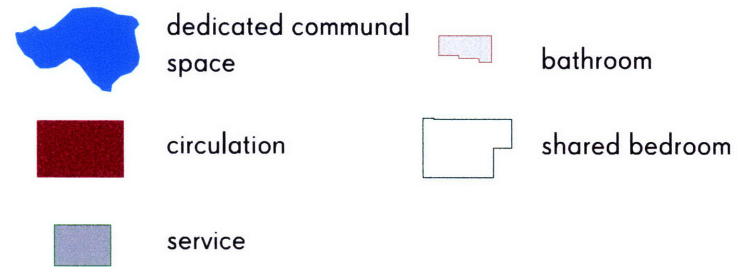 dedicated communal
space
circulation
service
bathroom
shared bedroom